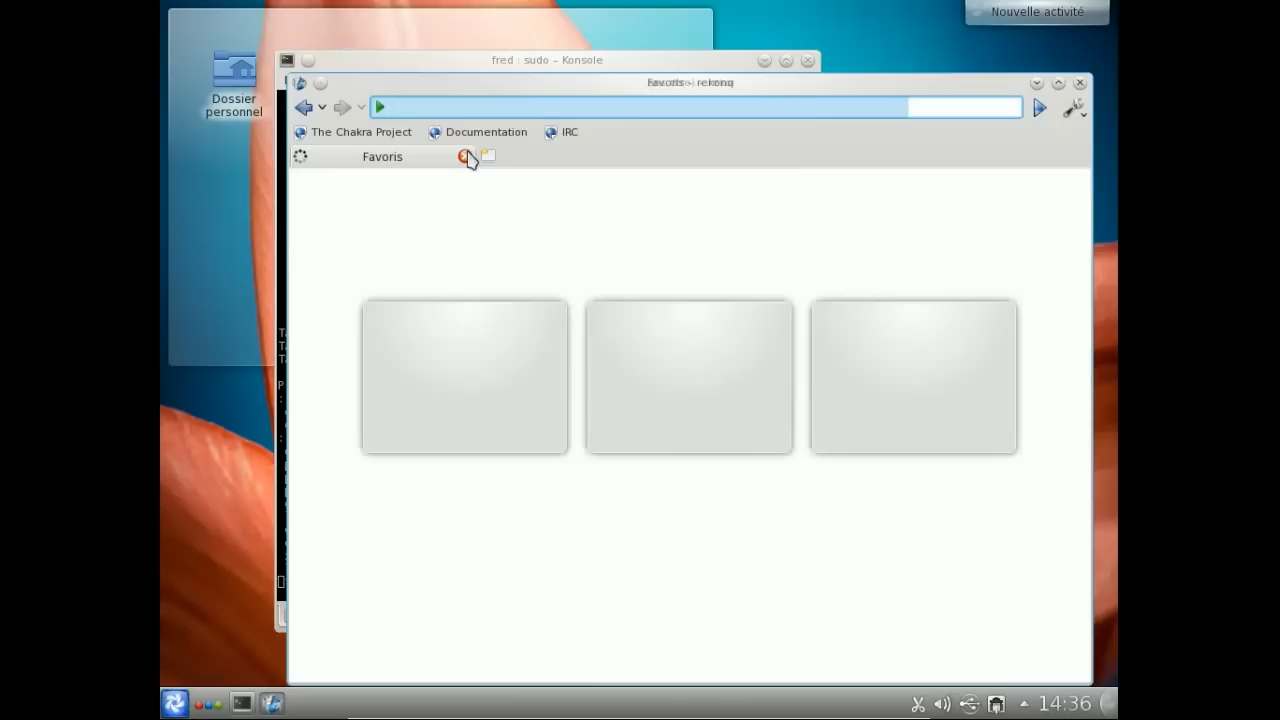 Nouvelle activité
Dossier
personnel
fred : sudo – Konsole
Favoris – rekonq
The Chakra Project
Documentation
IRC
Favoris
14:36